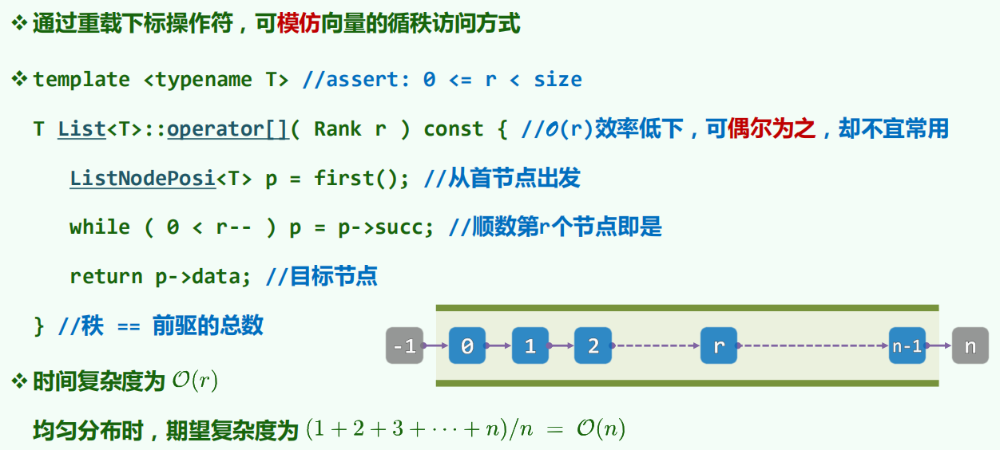 ❖ 通过重载下标操作符，可模仿向量的循秩访问方式
❖ template <typename T> //assert: 0 <= r < size
T List<T>::operator[]( Rank r ) const { //O(r)效率低下，可偶尔为之，却不宜常用
ListNodePosi<T> p = first(); //从首节点出发
while ( 0 < r-- ) p = p->succ; //顺数第r个节点即是
return p->data; //目标节点
} //秩 == 前驱的总数
-1 0 1 2 r n-1 n
❖ 时间复杂度为 O(r)
均匀分布时，期望复杂度为 (1 + 2 + 3 + ··· + n)/n = O(n)